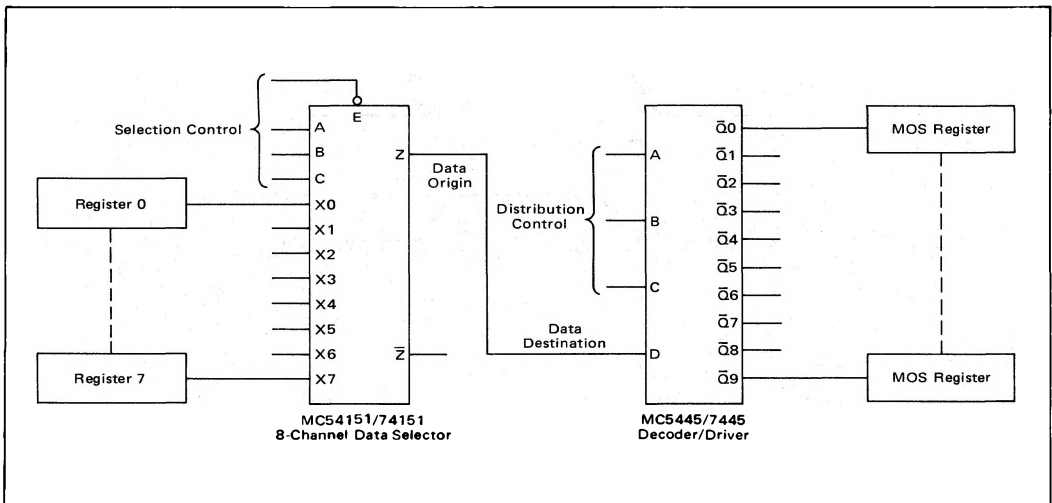 Selection Control
E
A
B
C
Z
Data
Origin
Register 0
X0
X1
X2
X3
X4
X5
X6
X7
Z̅
Register 7
MC54151/74151
8-Channel Data Selector
Distribution
Control
Data
Destination
A
B
C
D
Q̅0
Q̅1
Q̅2
Q̅3
Q̅4
Q̅5
Q̅6
Q̅7
Q̅8
Q̅9
MC5445/7445
Decoder/Driver
MOS Register
MOS Register